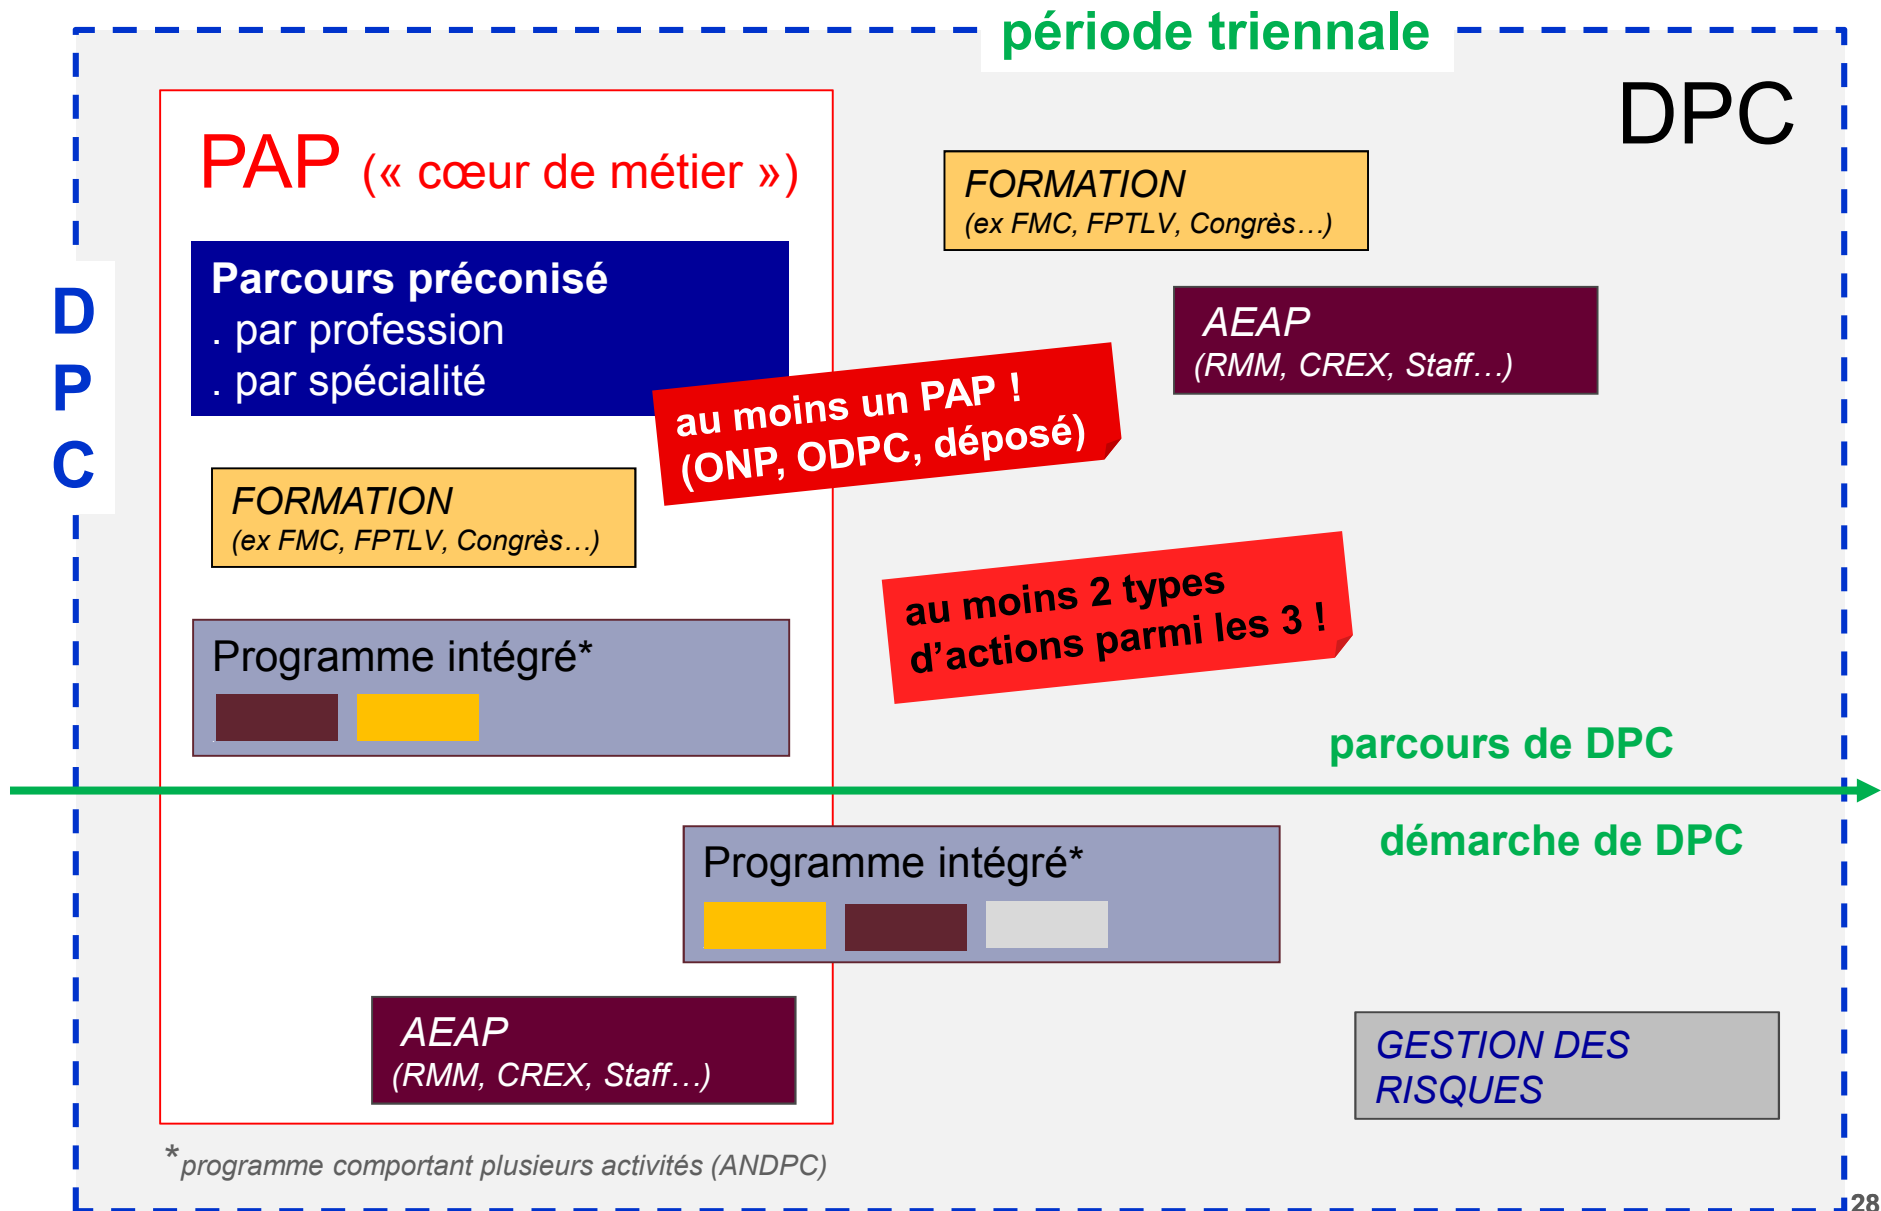 période triennale
DPC
PAP (« cœur de métier »)
FORMATION
(ex FMC, FPTLV, Congrès…)
D
P
C
Parcours préconisé
. par profession
. par spécialité
AEAP
(RMM, CREX, Staff…)
au moins un PAP !
(ONP, ODPC, déposé)
FORMATION
(ex FMC, FPTLV, Congrès…)
au moins 2 types
d’actions parmi les 3 !
Programme intégré*
parcours de DPC
démarche de DPC
Programme intégré*
AEAP
(RMM, CREX, Staff…)
GESTION DES
RISQUES
*programme comportant plusieurs activités (ANDPC)
28